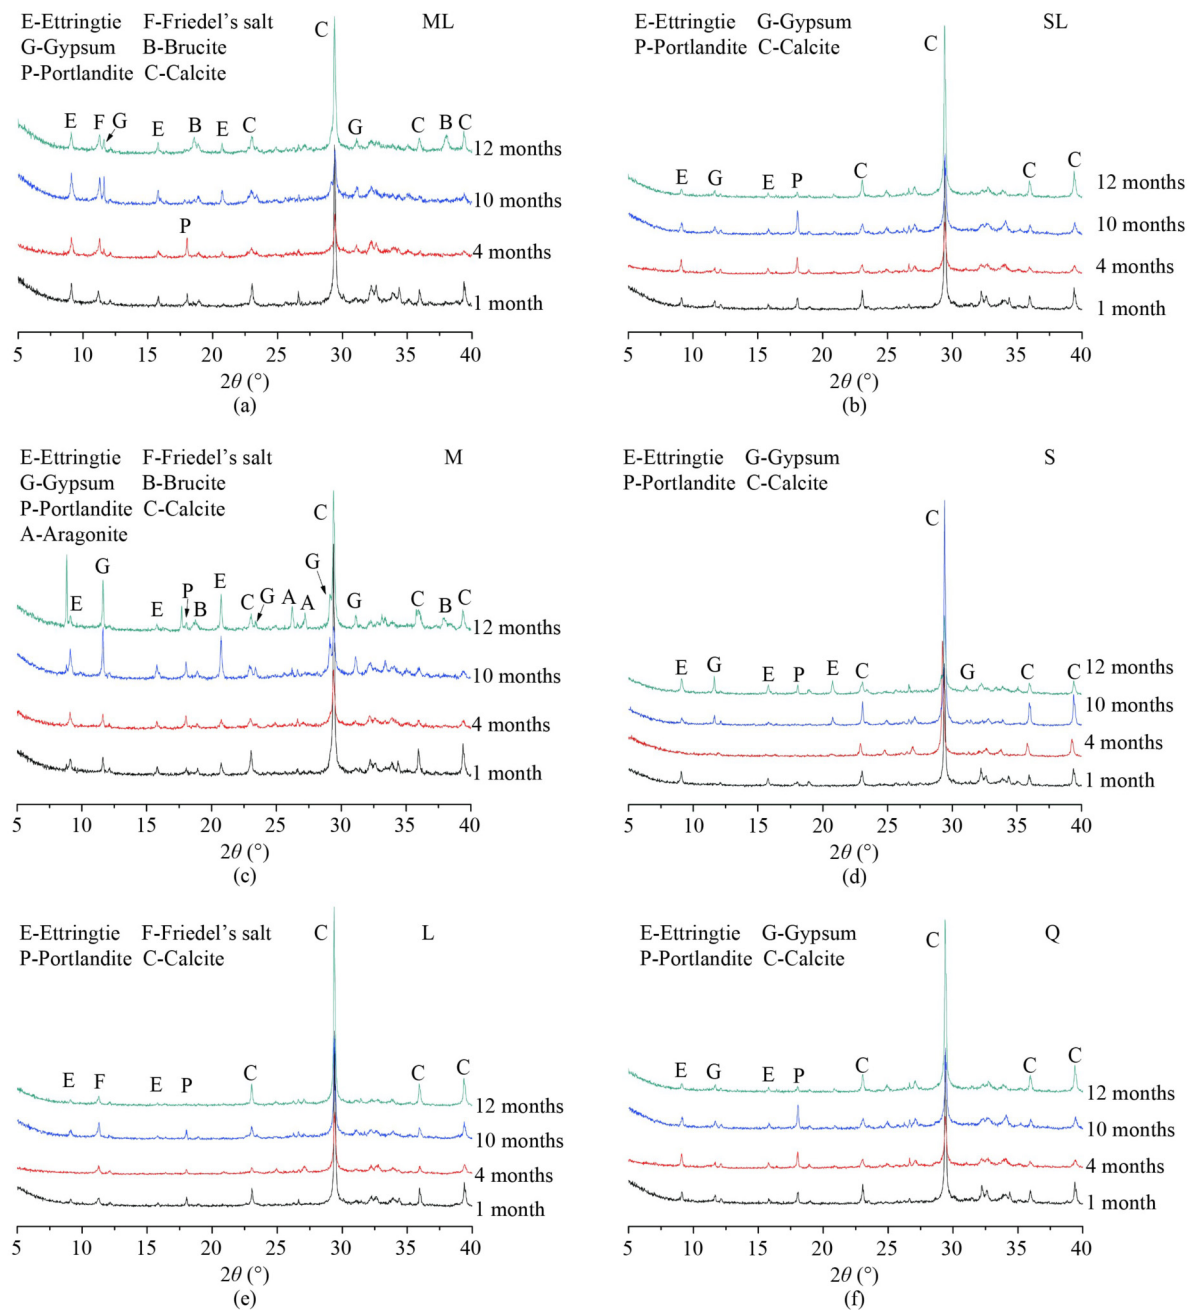 E-Ettringtie F-Friedel's salt ML
G-Gypsum B-Brucite
P-Portlandite C-Calcite
C
E F G E B E C G C B C
12 months
10 months
P
4 months
1 month
5 10 15 20 25 30 35 40
2θ (°)
(a)
E-Ettringtie G-Gypsum SL
P-Portlandite C-Calcite
C
E G E P C C C
12 months
10 months
4 months
1 month
5 10 15 20 25 30 35 40
2θ (°)
(b)
E-Ettringtie F-Friedel's salt M
G-Gypsum B-Brucite
P-Portlandite C-Calcite
A-Aragonite
C
E G E P B E C G A A G G C B C
12 months
10 months
4 months
1 month
5 10 15 20 25 30 35 40
2θ (°)
(c)
E-Ettringtie G-Gypsum S
P-Portlandite C-Calcite
C
E G E P E C G C C
12 months
10 months
4 months
1 month
5 10 15 20 25 30 35 40
2θ (°)
(d)
E-Ettringtie F-Friedel's salt C L
P-Portlandite C-Calcite
E F E P C C C
12 months
10 months
4 months
1 month
5 10 15 20 25 30 35 40
2θ (°)
(e)
E-Ettringtie G-Gypsum C Q
P-Portlandite C-Calcite
E G E P C C C
12 months
10 months
4 months
1 month
5 10 15 20 25 30 35 40
2θ (°)
(f)